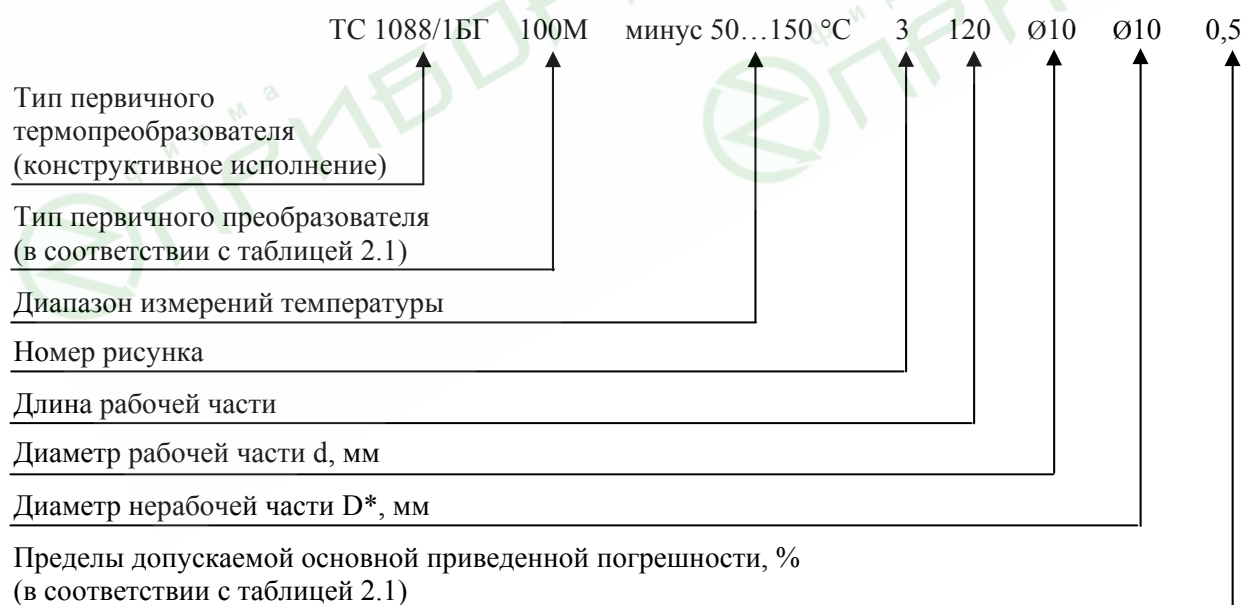 ТС 1088/1БГ 100М минус 50…150 °С 3 120 Ø10 Ø10 0,5
Тип первичного
термопреобразователя
(конструктивное исполнение)
Тип первичного преобразователя
(в соответствии с таблицей 2.1)
Диапазон измерений температуры
Номер рисунка
Длина рабочей части
Диаметр рабочей части d, мм
Диаметр нерабочей части D*, мм
Пределы допускаемой основной приведенной погрешности, %
(в соответствии с таблицей 2.1)
фирма
ПРИБОР